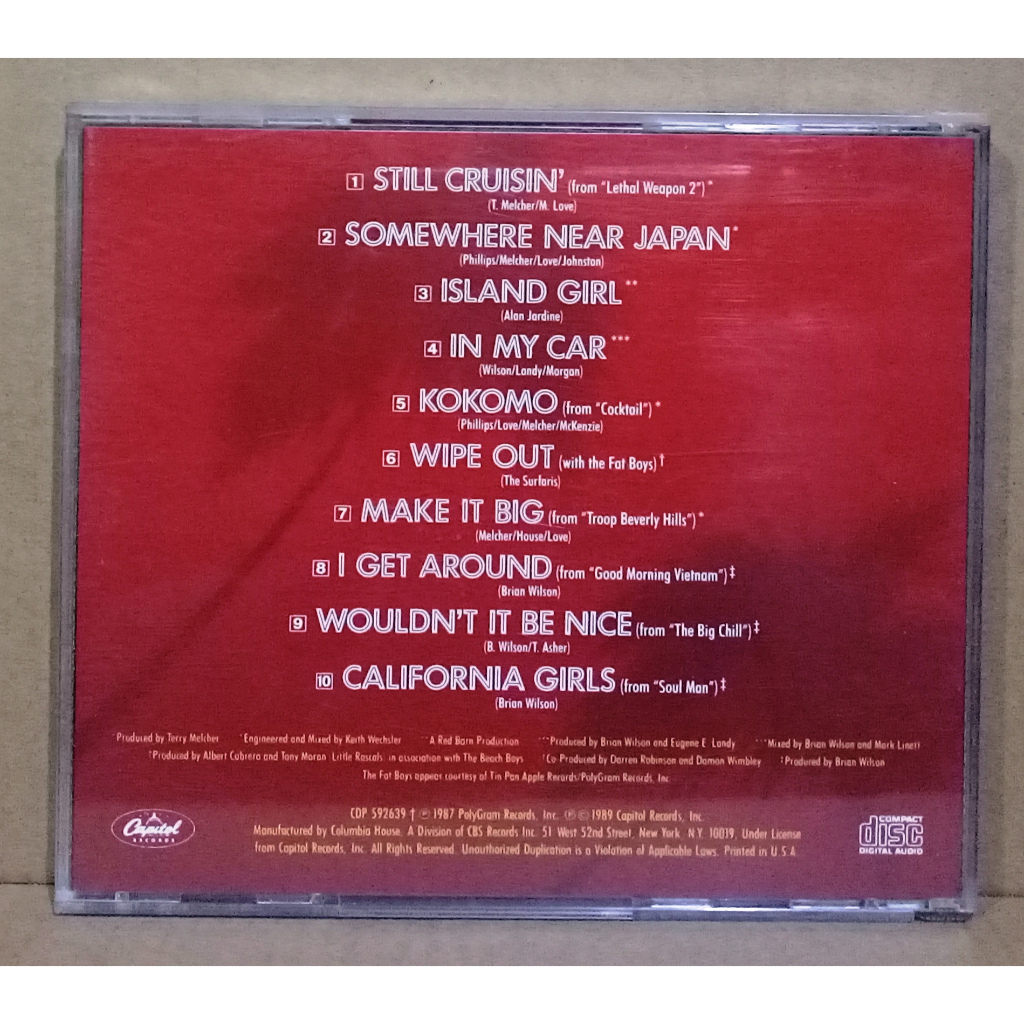 1 STILL CRUISIN' (from "Lethal Weapon 2")*
(T. Melcher/M. Love)
2 SOMEWHERE NEAR JAPAN*
(Phillips/Melcher/Love/Johnston)
3 ISLAND GIRL**
(Alan Jardine)
4 IN MY CAR***
(Wilson/Landy/Morgan)
5 KOKOMO (from "Cocktail")*
(Phillips/Love/Melcher/McKenzie)
6 WIPE OUT (with the Fat Boys)†
(The Surfaris)
7 MAKE IT BIG (from "Troop Beverly Hills")*
(Melcher/House/Love)
8 I GET AROUND (from "Good Morning Vietnam")‡
(Brian Wilson)
9 WOULDN'T IT BE NICE (from "The Big Chill")‡
(B. Wilson/T. Asher)
10 CALIFORNIA GIRLS (from "Soul Man")‡
(Brian Wilson)
*Produced by Terry Melcher *Engineered and Mixed by Keith Wechsler **A Red Barn Production ***Produced by Brian Wilson and Eugene E. Landy ***Mixed by Brian Wilson and Mark Linett
†Produced by Albert Cabrera and Tony Moran Little Rascals in association with The Beach Boys †Co-Produced by Darren Robinson and Damon Wimbley ‡Produced by Brian Wilson
The Fat Boys appear courtesy of Tin Pan Apple Records/PolyGram Records, Inc.
CDP 592639 † ℗ 1987 PolyGram Records, Inc. ℗ © 1989 Capitol Records, Inc.
Manufactured by Columbia House. A Division of CBS Records Inc. 51 West 52nd Street, New York N.Y. 10019, Under License
from Capitol Records, Inc. All Rights Reserved. Unauthorized Duplication is a Violation of Applicable Laws. Printed in U.S.A.
Capitol
RECORDS
COMPACT
disc
DIGITAL AUDIO